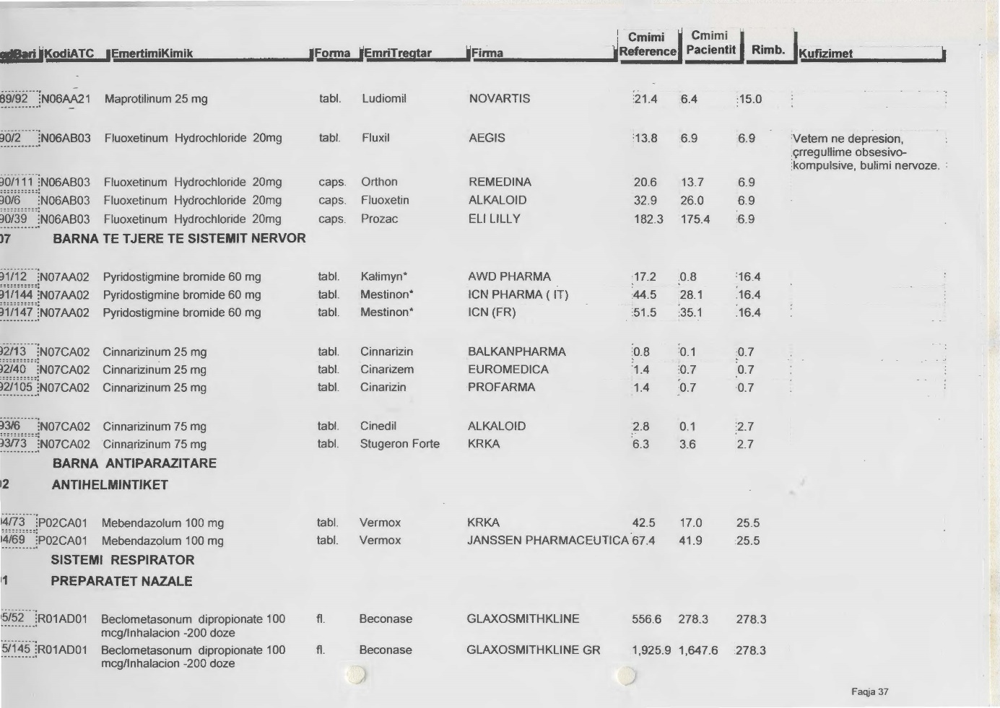 KodiATC EmertimiKimik Forma EmriTregtar Firma Cmimi Reference Cmimi Pacientit Rimb. Kufizimet
89/92 N06AA21 Maprotilinum 25 mg tabl. Ludiomil NOVARTIS 21.4 6.4 15.0
90/2 N06AB03 Fluoxetinum Hydrochloride 20mg tabl. Fluxil AEGIS 13.8 6.9 6.9 Vetem ne depresion,
çrregullime obsesivo-
kompulsive, bulimi nervoze.
90/111 N06AB03 Fluoxetinum Hydrochloride 20mg caps. Orthon REMEDINA 20.6 13.7 6.9
90/6 N06AB03 Fluoxetinum Hydrochloride 20mg caps. Fluoxetin ALKALOID 32.9 26.0 6.9
90/39 N06AB03 Fluoxetinum Hydrochloride 20mg caps. Prozac ELI LILLY 182.3 175.4 6.9
07 BARNA TE TJERE TE SISTEMIT NERVOR
91/12 N07AA02 Pyridostigmine bromide 60 mg tabl. Kalimyn* AWD PHARMA 17.2 0.8 16.4
91/144 N07AA02 Pyridostigmine bromide 60 mg tabl. Mestinon* ICN PHARMA ( IT) 44.5 28.1 16.4
91/147 N07AA02 Pyridostigmine bromide 60 mg tabl. Mestinon* ICN (FR) 51.5 35.1 16.4
92/13 N07CA02 Cinnarizinum 25 mg tabl. Cinnarizin BALKANPHARMA 0.8 0.1 0.7
92/40 N07CA02 Cinnarizinum 25 mg tabl. Cinarizem EUROMEDICA 1.4 0.7 0.7
92/105 N07CA02 Cinnarizinum 25 mg tabl. Cinarizin PROFARMA 1.4 0.7 0.7
93/6 N07CA02 Cinnarizinum 75 mg tabl. Cinedil ALKALOID 2.8 0.1 2.7
93/73 N07CA02 Cinnarizinum 75 mg tabl. Stugeron Forte KRKA 6.3 3.6 2.7
BARNA ANTIPARAZITARE
2 ANTIHELMINTIKET
4/73 P02CA01 Mebendazolum 100 mg tabl. Vermox KRKA 42.5 17.0 25.5
4/69 P02CA01 Mebendazolum 100 mg tabl. Vermox JANSSEN PHARMACEUTICA 67.4 41.9 25.5
SISTEMI RESPIRATOR
1 PREPARATET NAZALE
5/52 R01AD01 Beclometasonum dipropionate 100 fl. Beconase GLAXOSMITHKLINE 556.6 278.3 278.3
mcg/Inhalacion -200 doze
5/145 R01AD01 Beclometasonum dipropionate 100 fl. Beconase GLAXOSMITHKLINE GR 1,925.9 1,647.6 278.3
mcg/Inhalacion -200 doze
Faqja 37